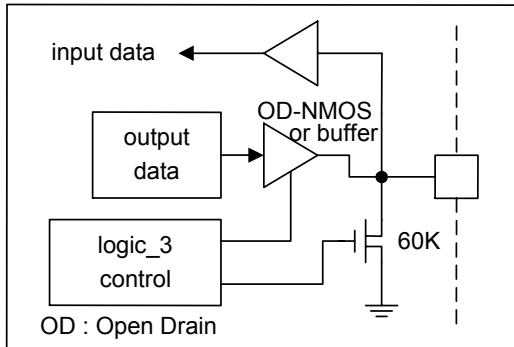 input data
OD-NMOS
or buffer
output
data
logic_3
control
60K
OD : Open Drain